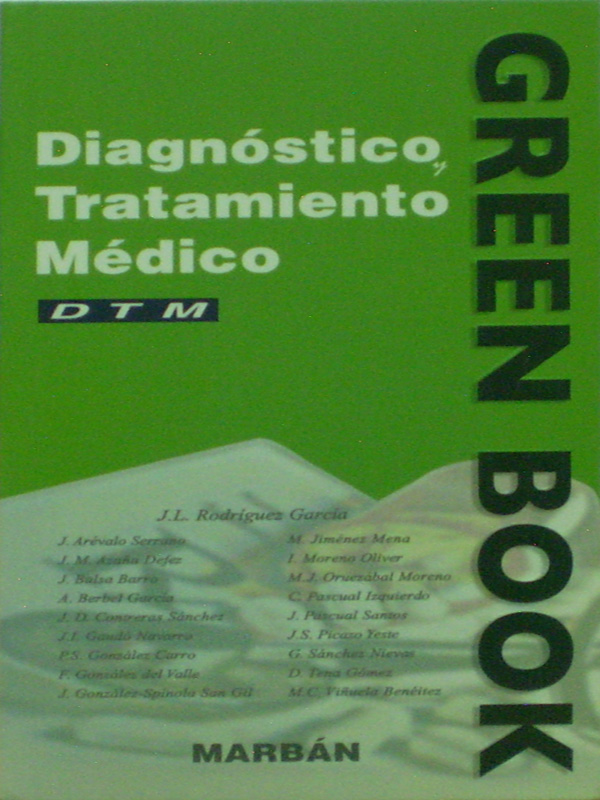 Diagnóstico y
Tratamiento
Médico
DTM
GREEN BOOK
J.L. Rodríguez García
J. Arévalo Serrano
J. M. Azaña Defez
J. Balsa Barro
A. Berbel García
J. D. Contreras Sánchez
J.I. Gaudó Navarro
P.S. González Carro
F. González del Valle
J. González-Spínola San Gil
M. Jiménez Mena
I. Moreno Oliver
M.J. Oruezábal Moreno
C. Pascual Izquierdo
J. Pascual Santos
J.S. Picazo Yeste
G. Sánchez Nievas
D. Tena Gómez
M.C. Viñuela Benéitez
MARBÁN